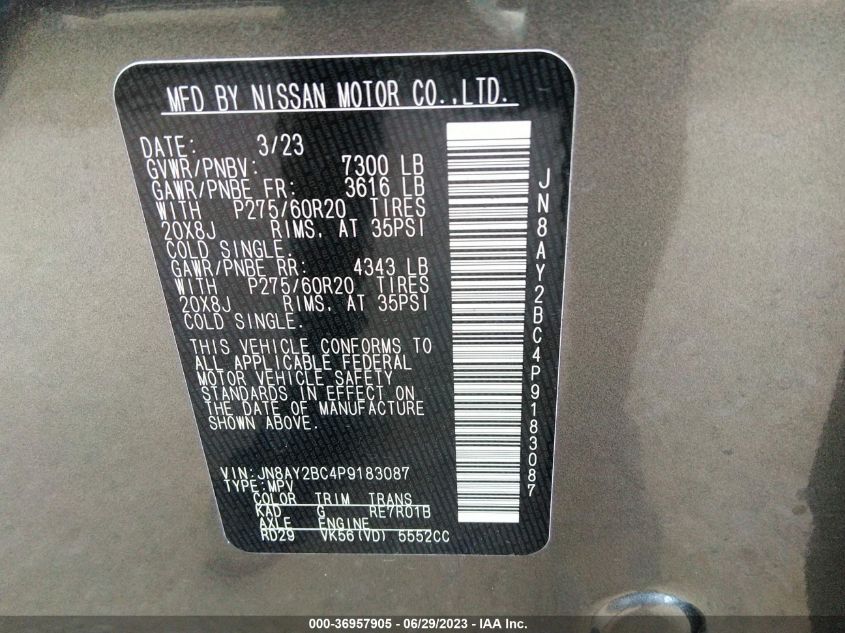 MFD BY NISSAN MOTOR CO.,LTD.
DATE: 3/23
GVWR/PNBV: 7300 LB
GAWR/PNBE FR: 3616 LB
WITH P275/60R20 TIRES
20X8J RIMS, AT 35PSI
COLD SINGLE.
GAWR/PNBE RR: 4343 LB
WITH P275/60R20 TIRES
20X8J RIMS, AT 35PSI
COLD SINGLE.
THIS VEHICLE CONFORMS TO
ALL APPLICABLE FEDERAL
MOTOR VEHICLE SAFETY
STANDARDS IN EFFECT ON
THE DATE OF MANUFACTURE
SHOWN ABOVE.
VIN:JN8AY2BC4P9183087
TYPE:MPV
COLOR TRIM TRANS
KAD G RE7R01B
AXLE ENGINE
RD29 VK56(VD) 5552CC
JN8AY2BC4P9183087
000-36957905 - 06/29/2023 - IAA Inc.